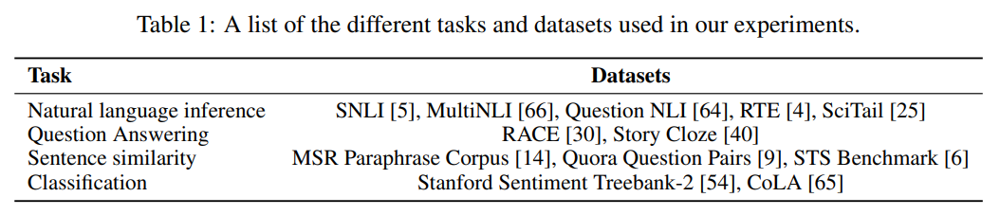 Table 1: A list of the different tasks and datasets used in our experiments.
Task Datasets
Natural language inference SNLI [5], MultiNLI [66], Question NLI [64], RTE [4], SciTail [25]
Question Answering RACE [30], Story Cloze [40]
Sentence similarity MSR Paraphrase Corpus [14], Quora Question Pairs [9], STS Benchmark [6]
Classification Stanford Sentiment Treebank-2 [54], CoLA [65]